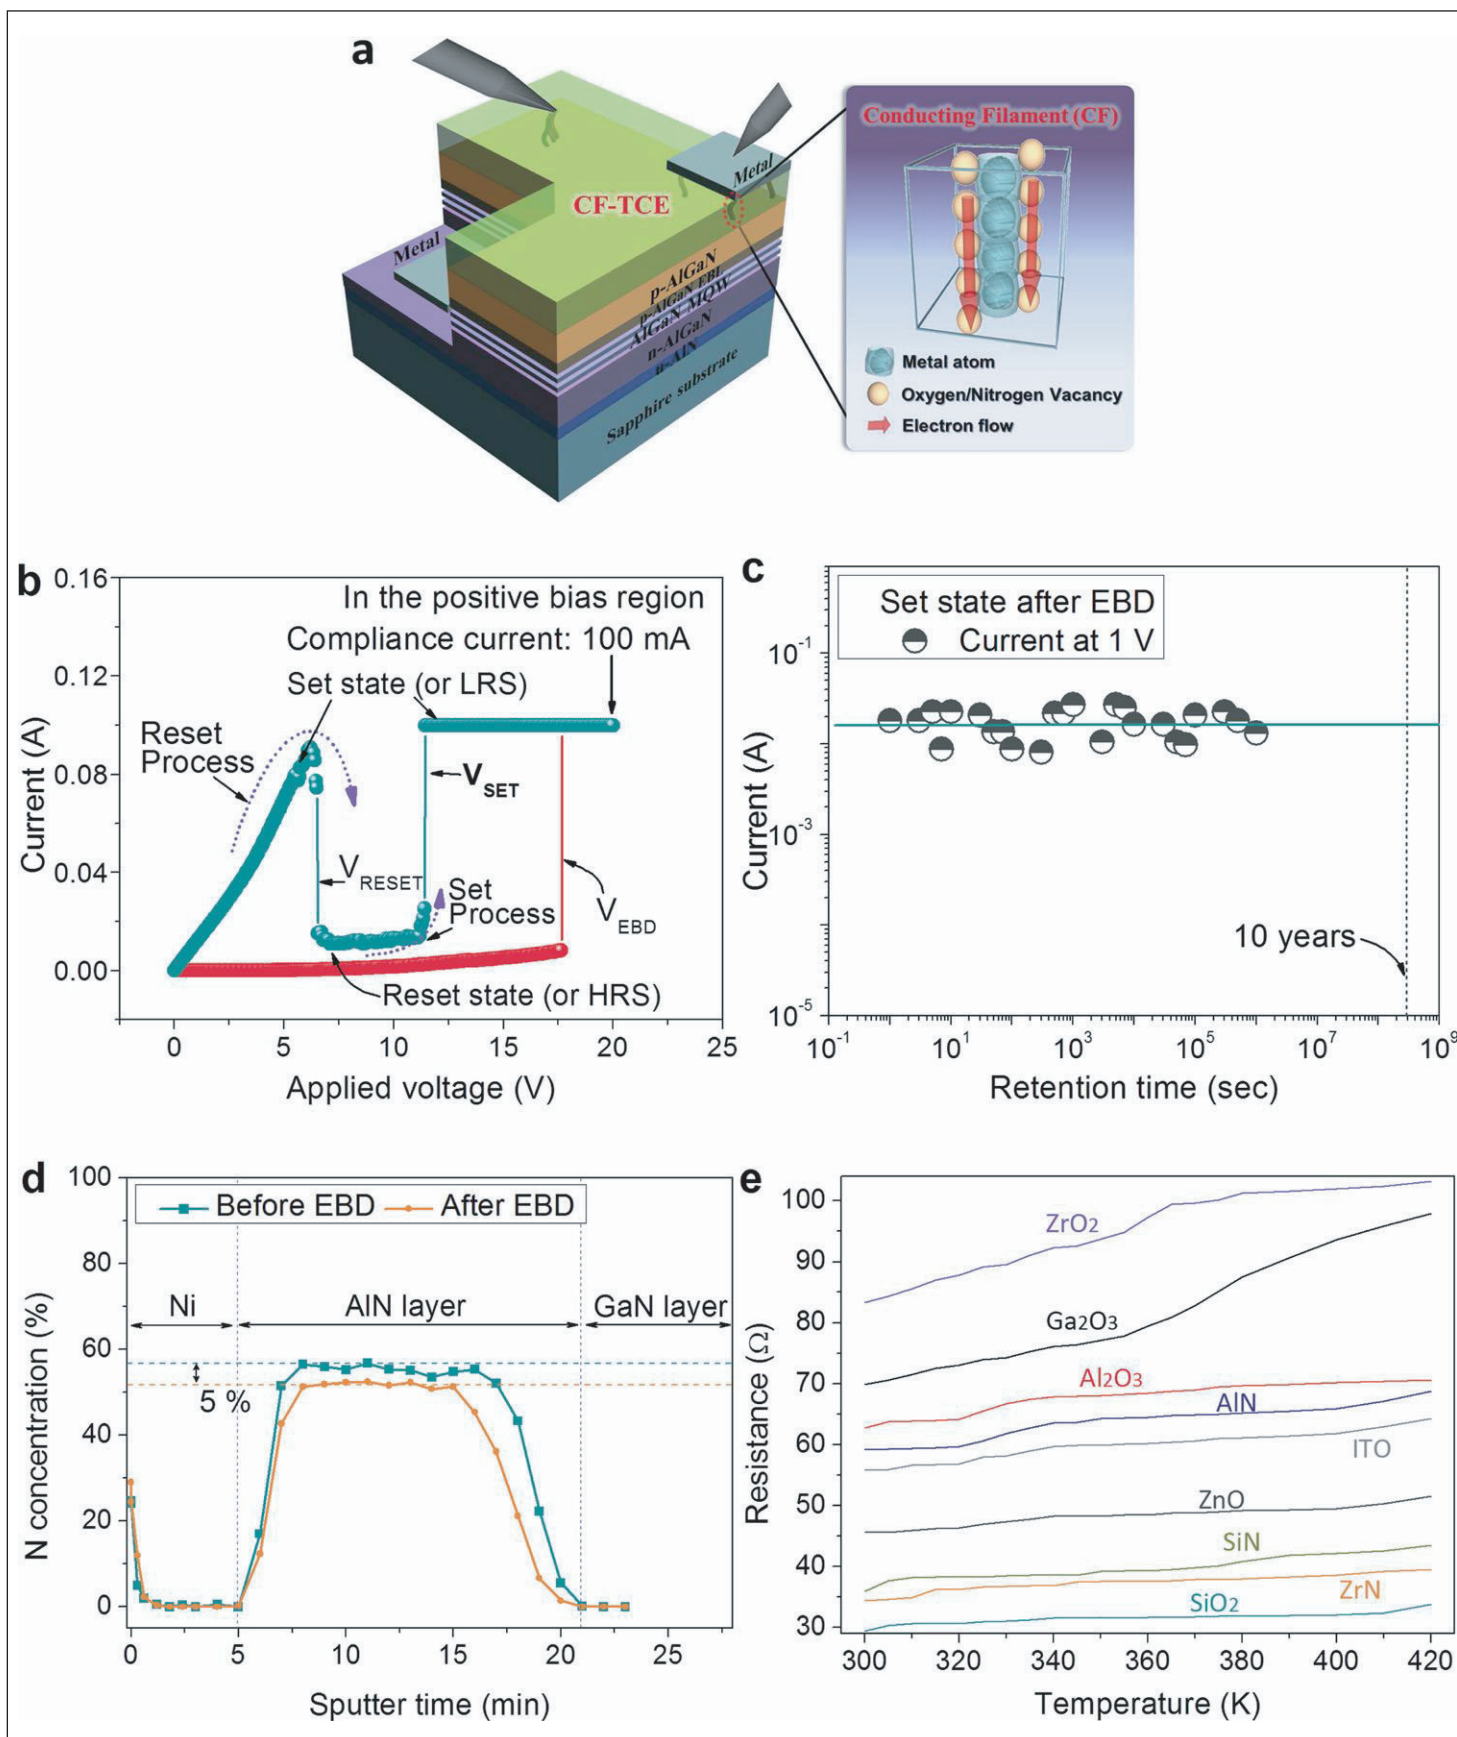 a
Conducting Filament (CF)
Metal
CF-TCE
Metal
p-AlGaN
p-AlGaN EBL
AlGaN MQW
n-AlGaN
u-AlN
Sapphire substrate
Metal atom
Oxygen/Nitrogen Vacancy
Electron flow
b
0.16
0.12
0.08
0.04
0.00
Current (A)
In the positive bias region
Compliance current: 100 mA
Set state (or LRS)
Reset
Process
V SET
V RESET
Set
Process
V EBD
Reset state (or HRS)
0 5 10 15 20 25
Applied voltage (V)
c
Set state after EBD
Current at 1 V
10⁻¹
10⁻³
10⁻⁵
Current (A)
10 years
10⁻¹ 10¹ 10³ 10⁵ 10⁷ 10⁹
Retention time (sec)
d
100
80
60
40
20
0
N concentration (%)
Before EBD After EBD
Ni AlN layer GaN layer
5 %
0 5 10 15 20 25
Sputter time (min)
e
100
90
80
70
60
50
40
30
Resistance (Ω)
ZrO₂
Ga₂O₃
Al₂O₃
AlN
ITO
ZnO
SiN
ZrN
SiO₂
300 320 340 360 380 400 420
Temperature (K)